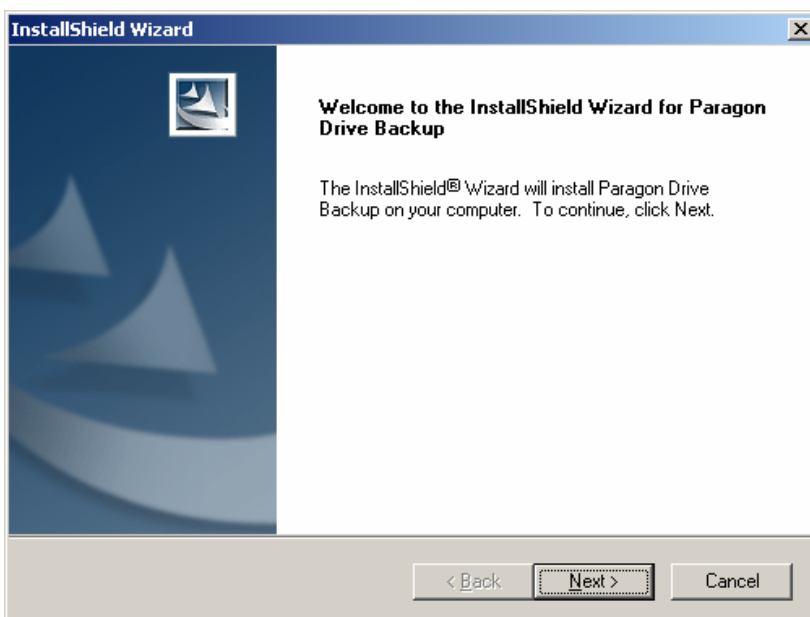 InstallShield Wizard
Welcome to the InstallShield Wizard for Paragon
Drive Backup
The InstallShield® Wizard will install Paragon Drive
Backup on your computer.  To continue, click Next.
< Back
Next >
Cancel